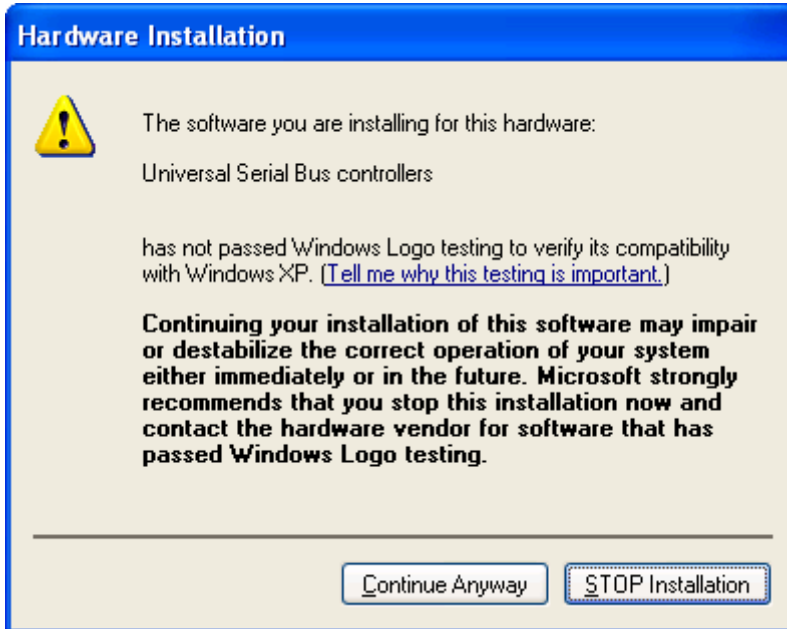 Hardware Installation
The software you are installing for this hardware:
Universal Serial Bus controllers
has not passed Windows Logo testing to verify its compatibility
with Windows XP. (Tell me why this testing is important.)
Continuing your installation of this software may impair
or destabilize the correct operation of your system
either immediately or in the future. Microsoft strongly
recommends that you stop this installation now and
contact the hardware vendor for software that has
passed Windows Logo testing.
Continue Anyway STOP Installation